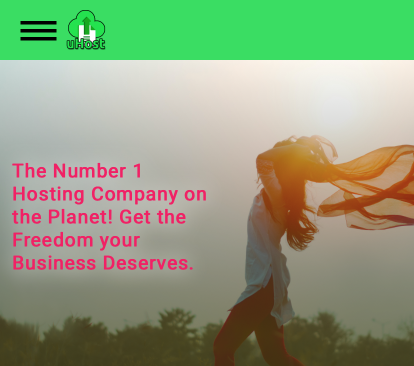 uHost
The Number 1
Hosting Company on
the Planet! Get the
Freedom your
Business Deserves.